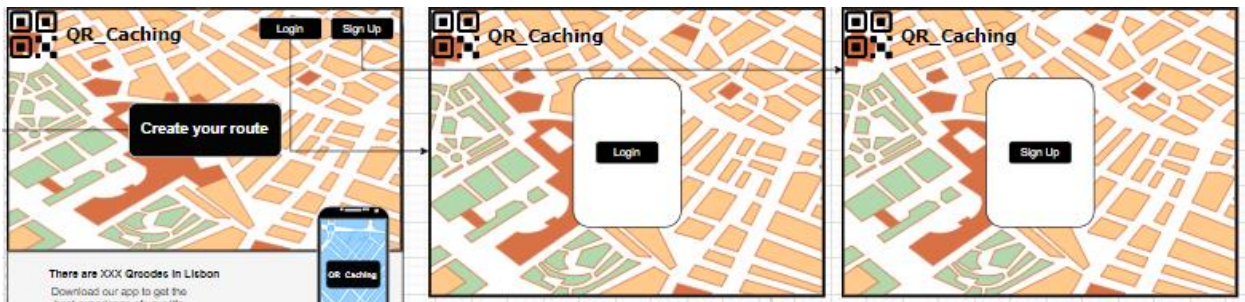 QR_Caching
Login
Sign Up
Create your route
There are XXX Qrcodes in Lisbon
Download our app to get the
QR Caching
QR_Caching
Login
QR_Caching
Sign Up